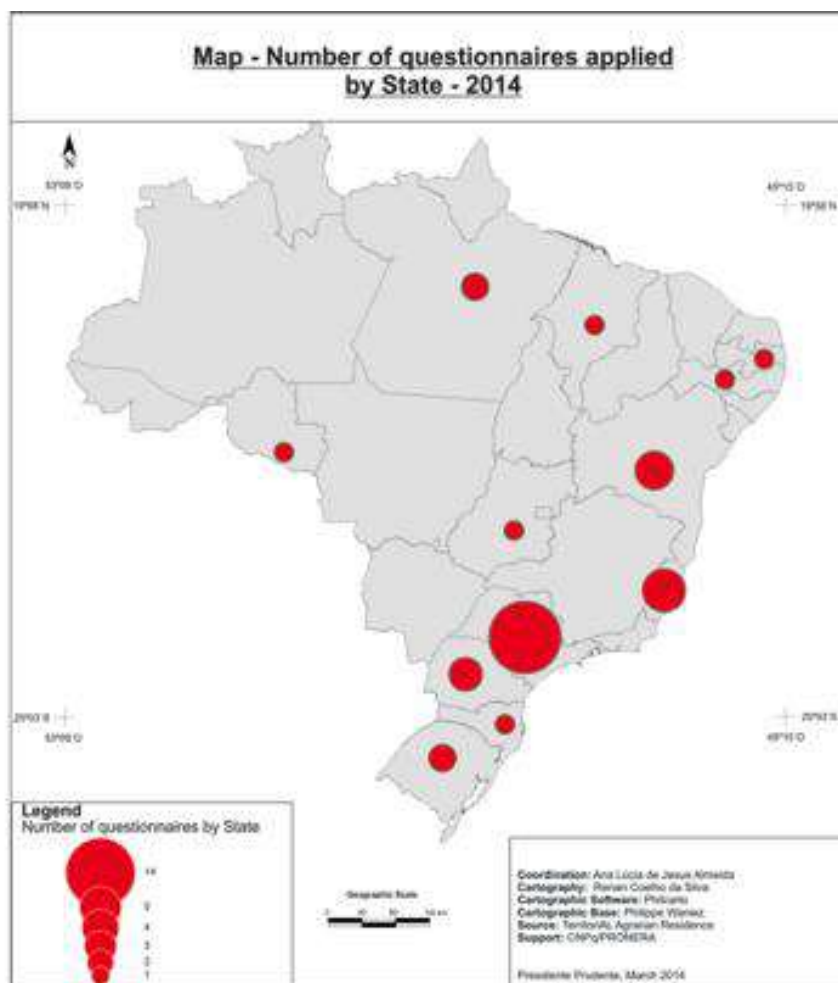 Map - Number of questionnaires applied
by State - 2014
N
Legend
Number of questionnaires by State
5
4
3
2
1
Geographic Scale
Coordination: Ana Lúcia de Jesus Almeida
Cartography: Renan Coelho da Silva
Cartographic Software: Philcarto
Cartographic Base: Philippe Waniez
Source: Agrarian Residence
Support: CNPq/PRONERA
Presidente Prudente, March 2014